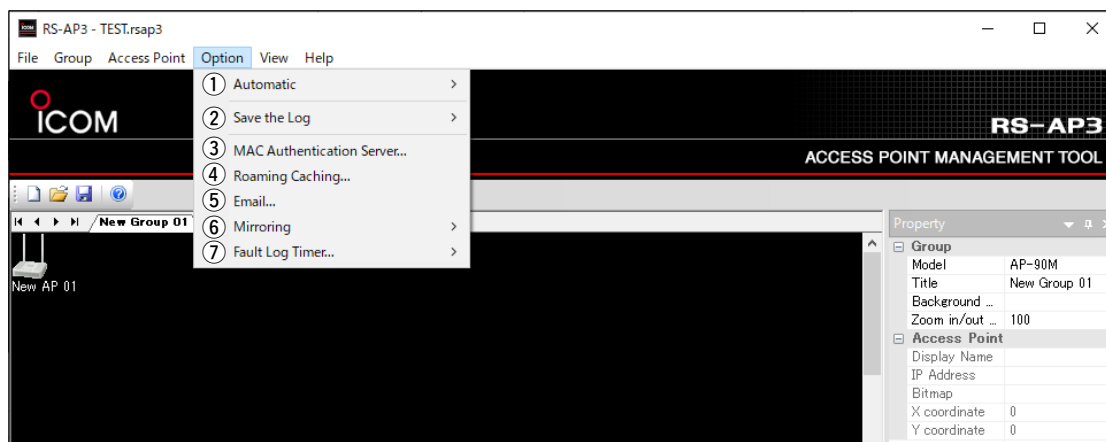 RS-AP3 - TEST.rsap3
File Group Access Point Option View Help
① Automatic >
② Save the Log >
③ MAC Authentication Server...
④ Roaming Caching...
⑤ Email...
⑥ Mirroring >
⑦ Fault Log Timer... >
ICOM
RS-AP3
ACCESS POINT MANAGEMENT TOOL
New Group 01
New AP 01
Property
Group
Model AP-90M
Title New Group 01
Background ...
Zoom in/out ... 100
Access Point
Display Name
IP Address
Bitmap
X coordinate 0
Y coordinate 0